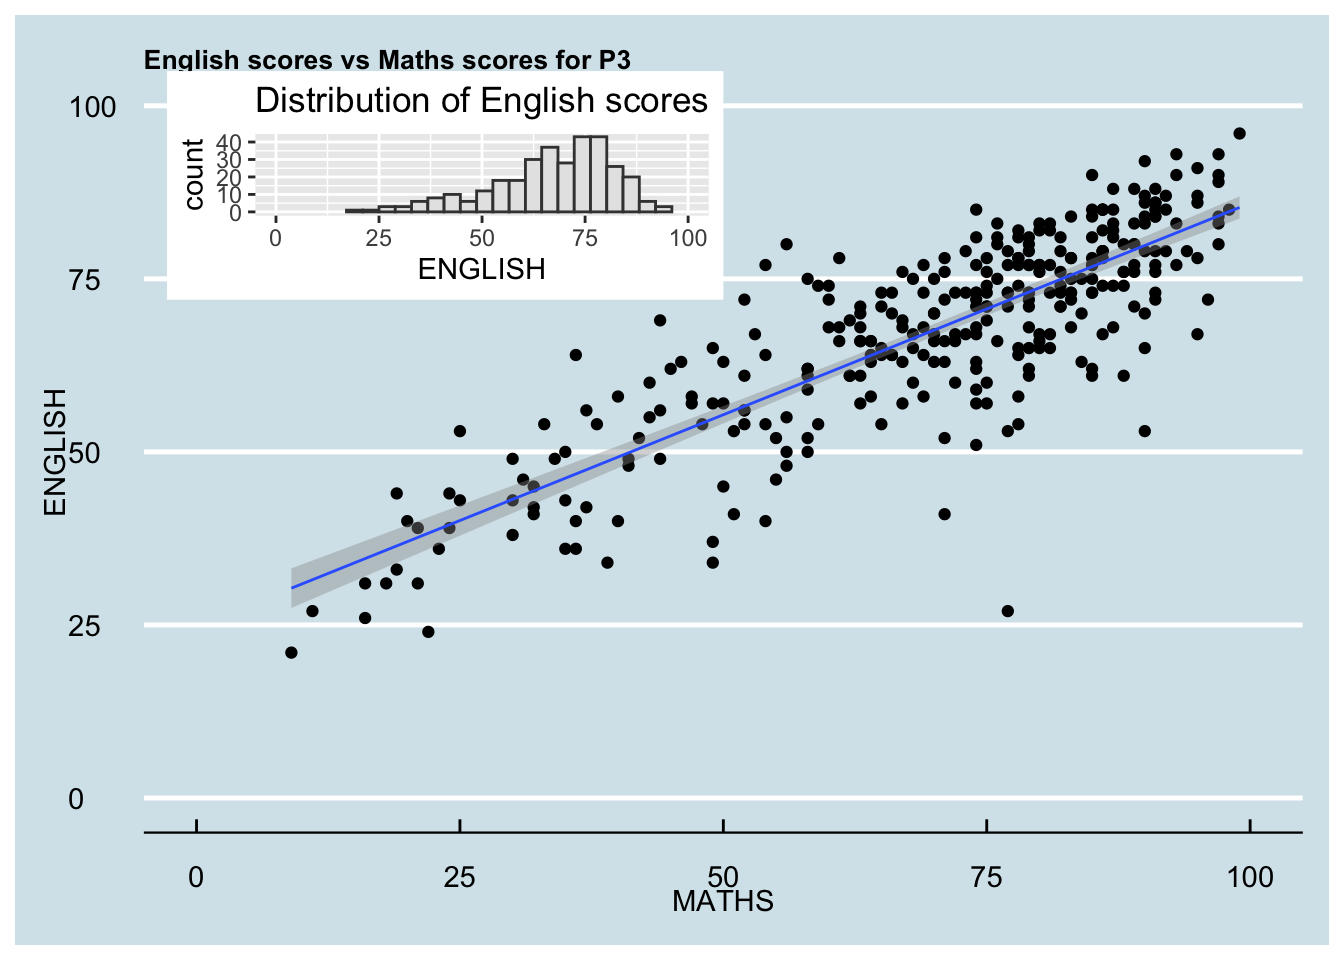 English scores vs Maths scores for P3
Distribution of English scores
count
40
30
20
10
0
0 25 50 75 100
ENGLISH
ENGLISH
100
75
50
25
0
0 25 50 75 100
MATHS